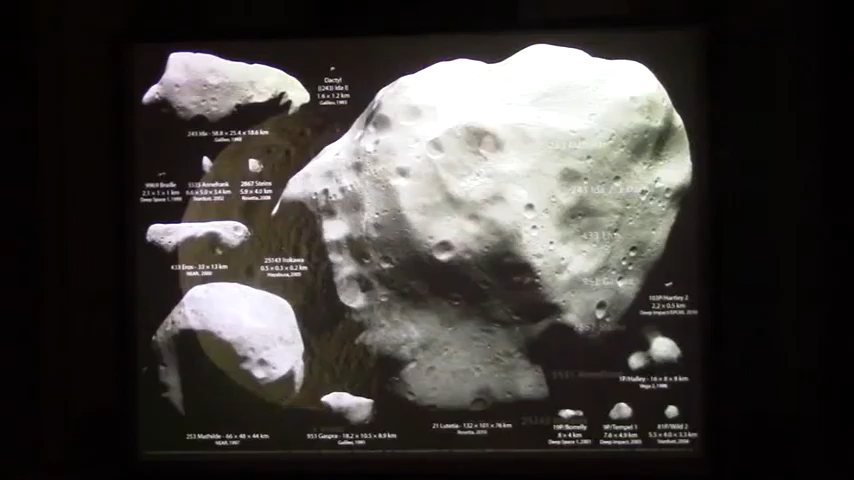 Dactyl
[(243) Ida I]
1.6 × 1.2 km
Galileo, 1993
243 Ida - 58.8 × 25.4 × 18.6 km
Galileo, 1993
9969 Braille
2.1 × 1 × 1 km
Deep Space 1, 1999
5535 Annefrank
6.6 × 5.0 × 3.4 km
Stardust, 2002
2867 Steins
5.9 × 4.0 km
Rosetta, 2008
433 Eros - 33 × 13 km
NEAR, 2000
25143 Itokawa
0.5 × 0.3 × 0.2 km
Hayabusa, 2005
253 Mathilde - 66 × 48 × 44 km
NEAR, 1997
951 Gaspra - 18.2 × 10.5 × 8.9 km
Galileo, 1991
21 Lutetia - 132 × 101 × 76 km
Rosetta, 2010
103P/Hartley 2
2.2 × 0.5 km
Deep Impact/EPOXI, 2010
1P/Halley - 16 × 8 × 8 km
Vega 2, 1986
19P/Borrelly
8 × 4 km
Deep Space 1, 2001
9P/Tempel 1
7.6 × 4.9 km
Deep Impact, 2005
81P/Wild 2
5.5 × 4.0 × 3.3 km
Stardust, 2004